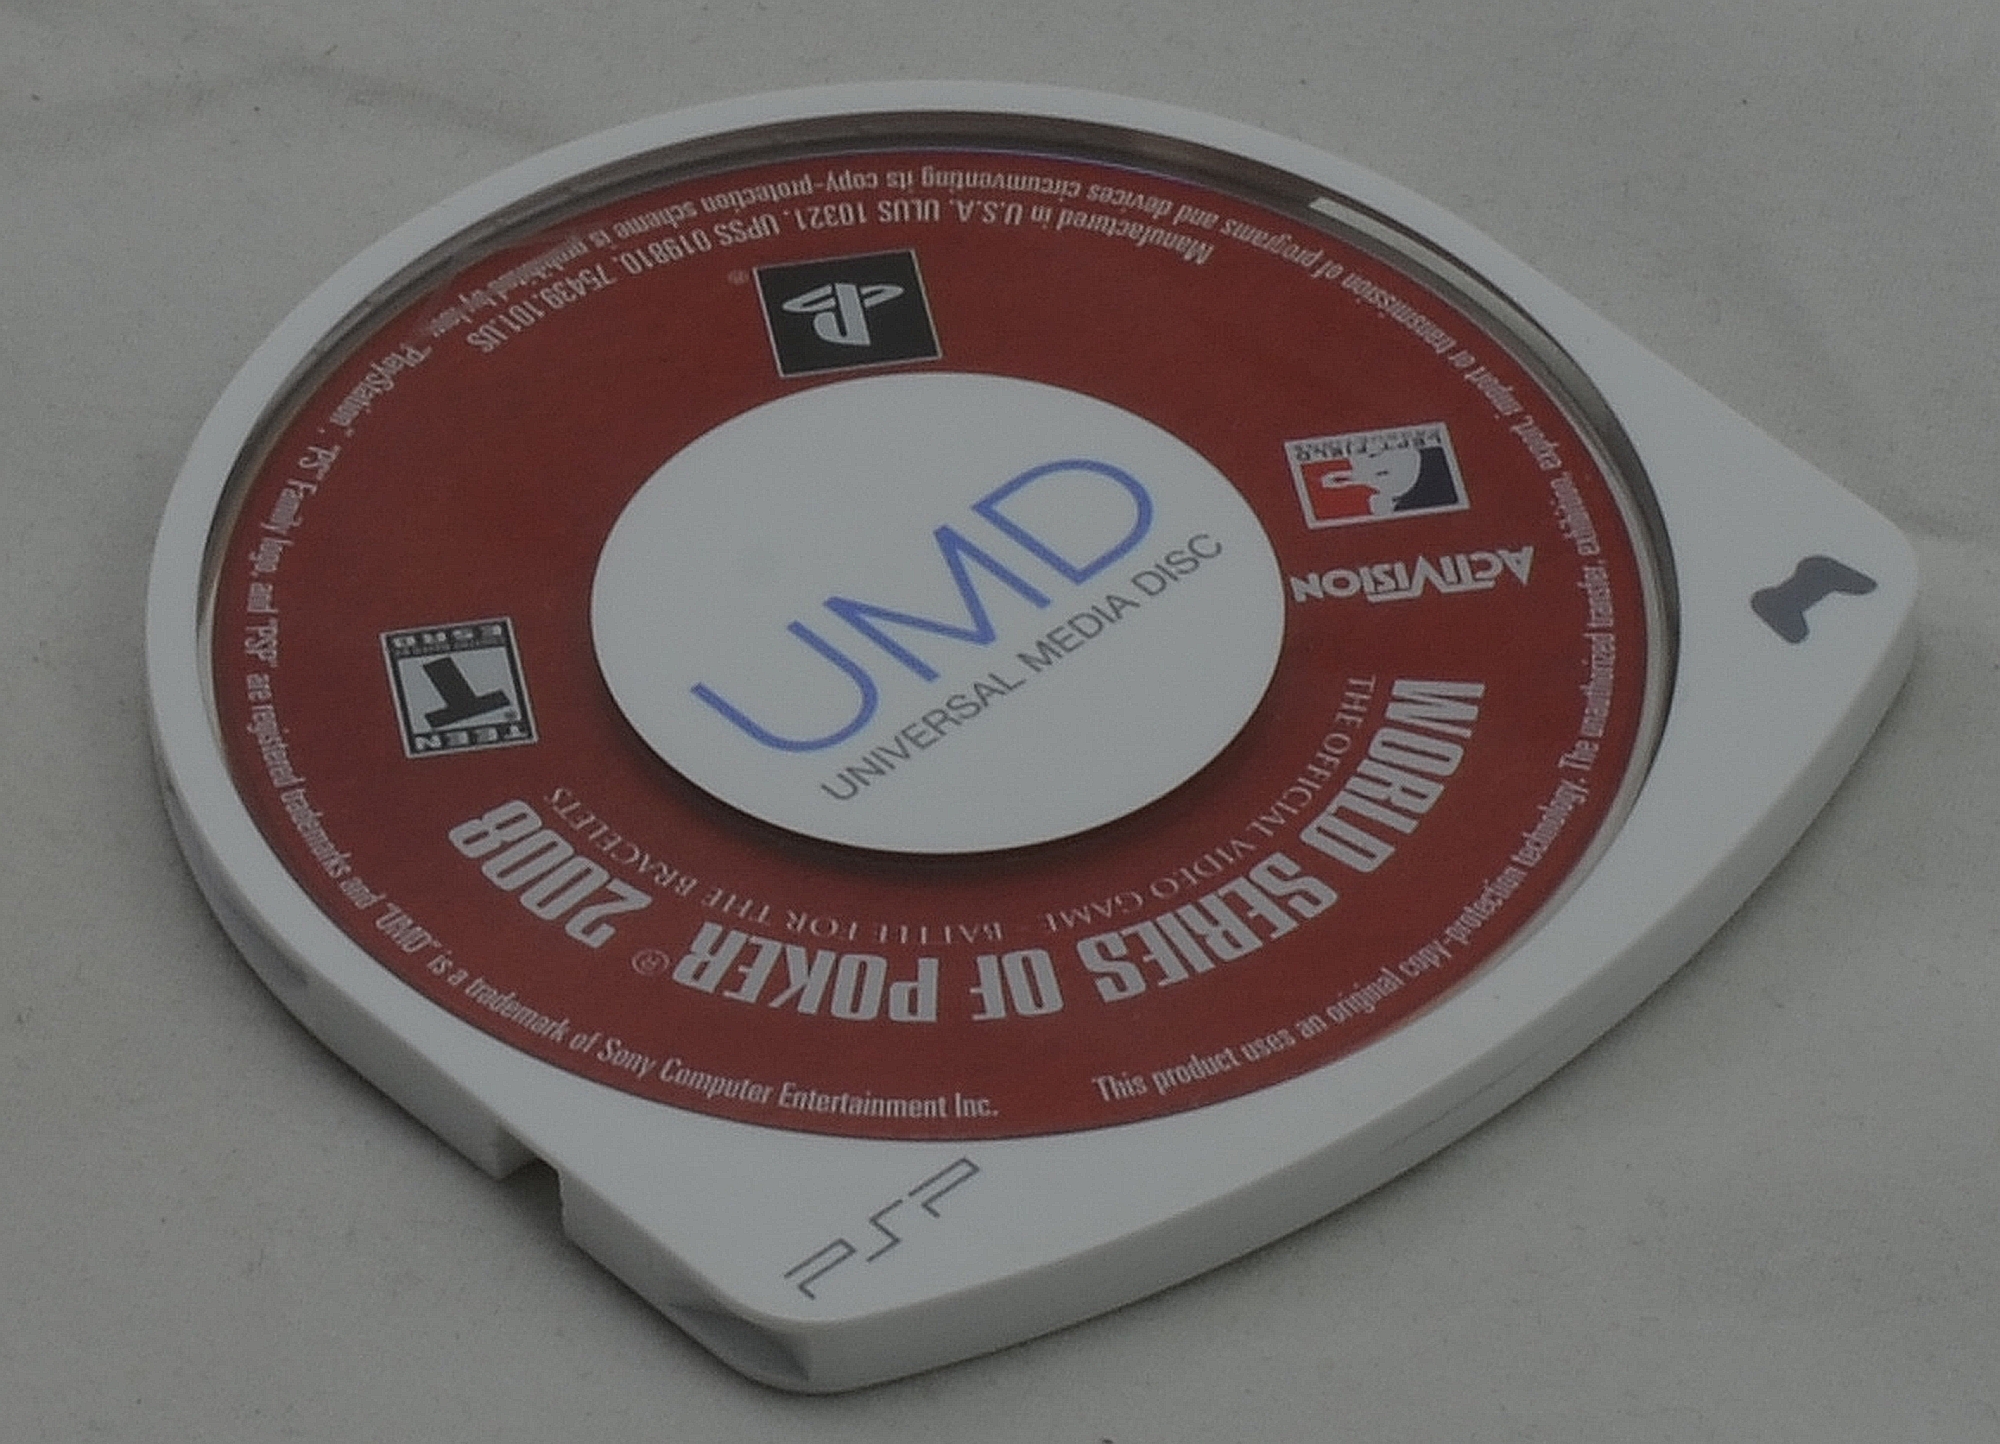 UMD
UNIVERSAL MEDIA DISC
WORLD SERIES OF POKER® 2008
THE OFFICIAL VIDEO GAME - BATTLE FOR THE BRACELETS
ACTIVISION
LEFT FIELD
TEEN
T
ESRB
Manufactured in U.S.A. ULUS 10321. UPSS 019810. 75439.101.US
This product uses an original copy-protection technology. The unauthorized transfer, exhibition, export, import or transmission of programs and devices circumventing its copy-protection scheme is prohibited by law. "PlayStation", "PS" Family logo, and "PSP" are registered trademarks and "UMD" is a trademark of Sony Computer Entertainment Inc.
PSP